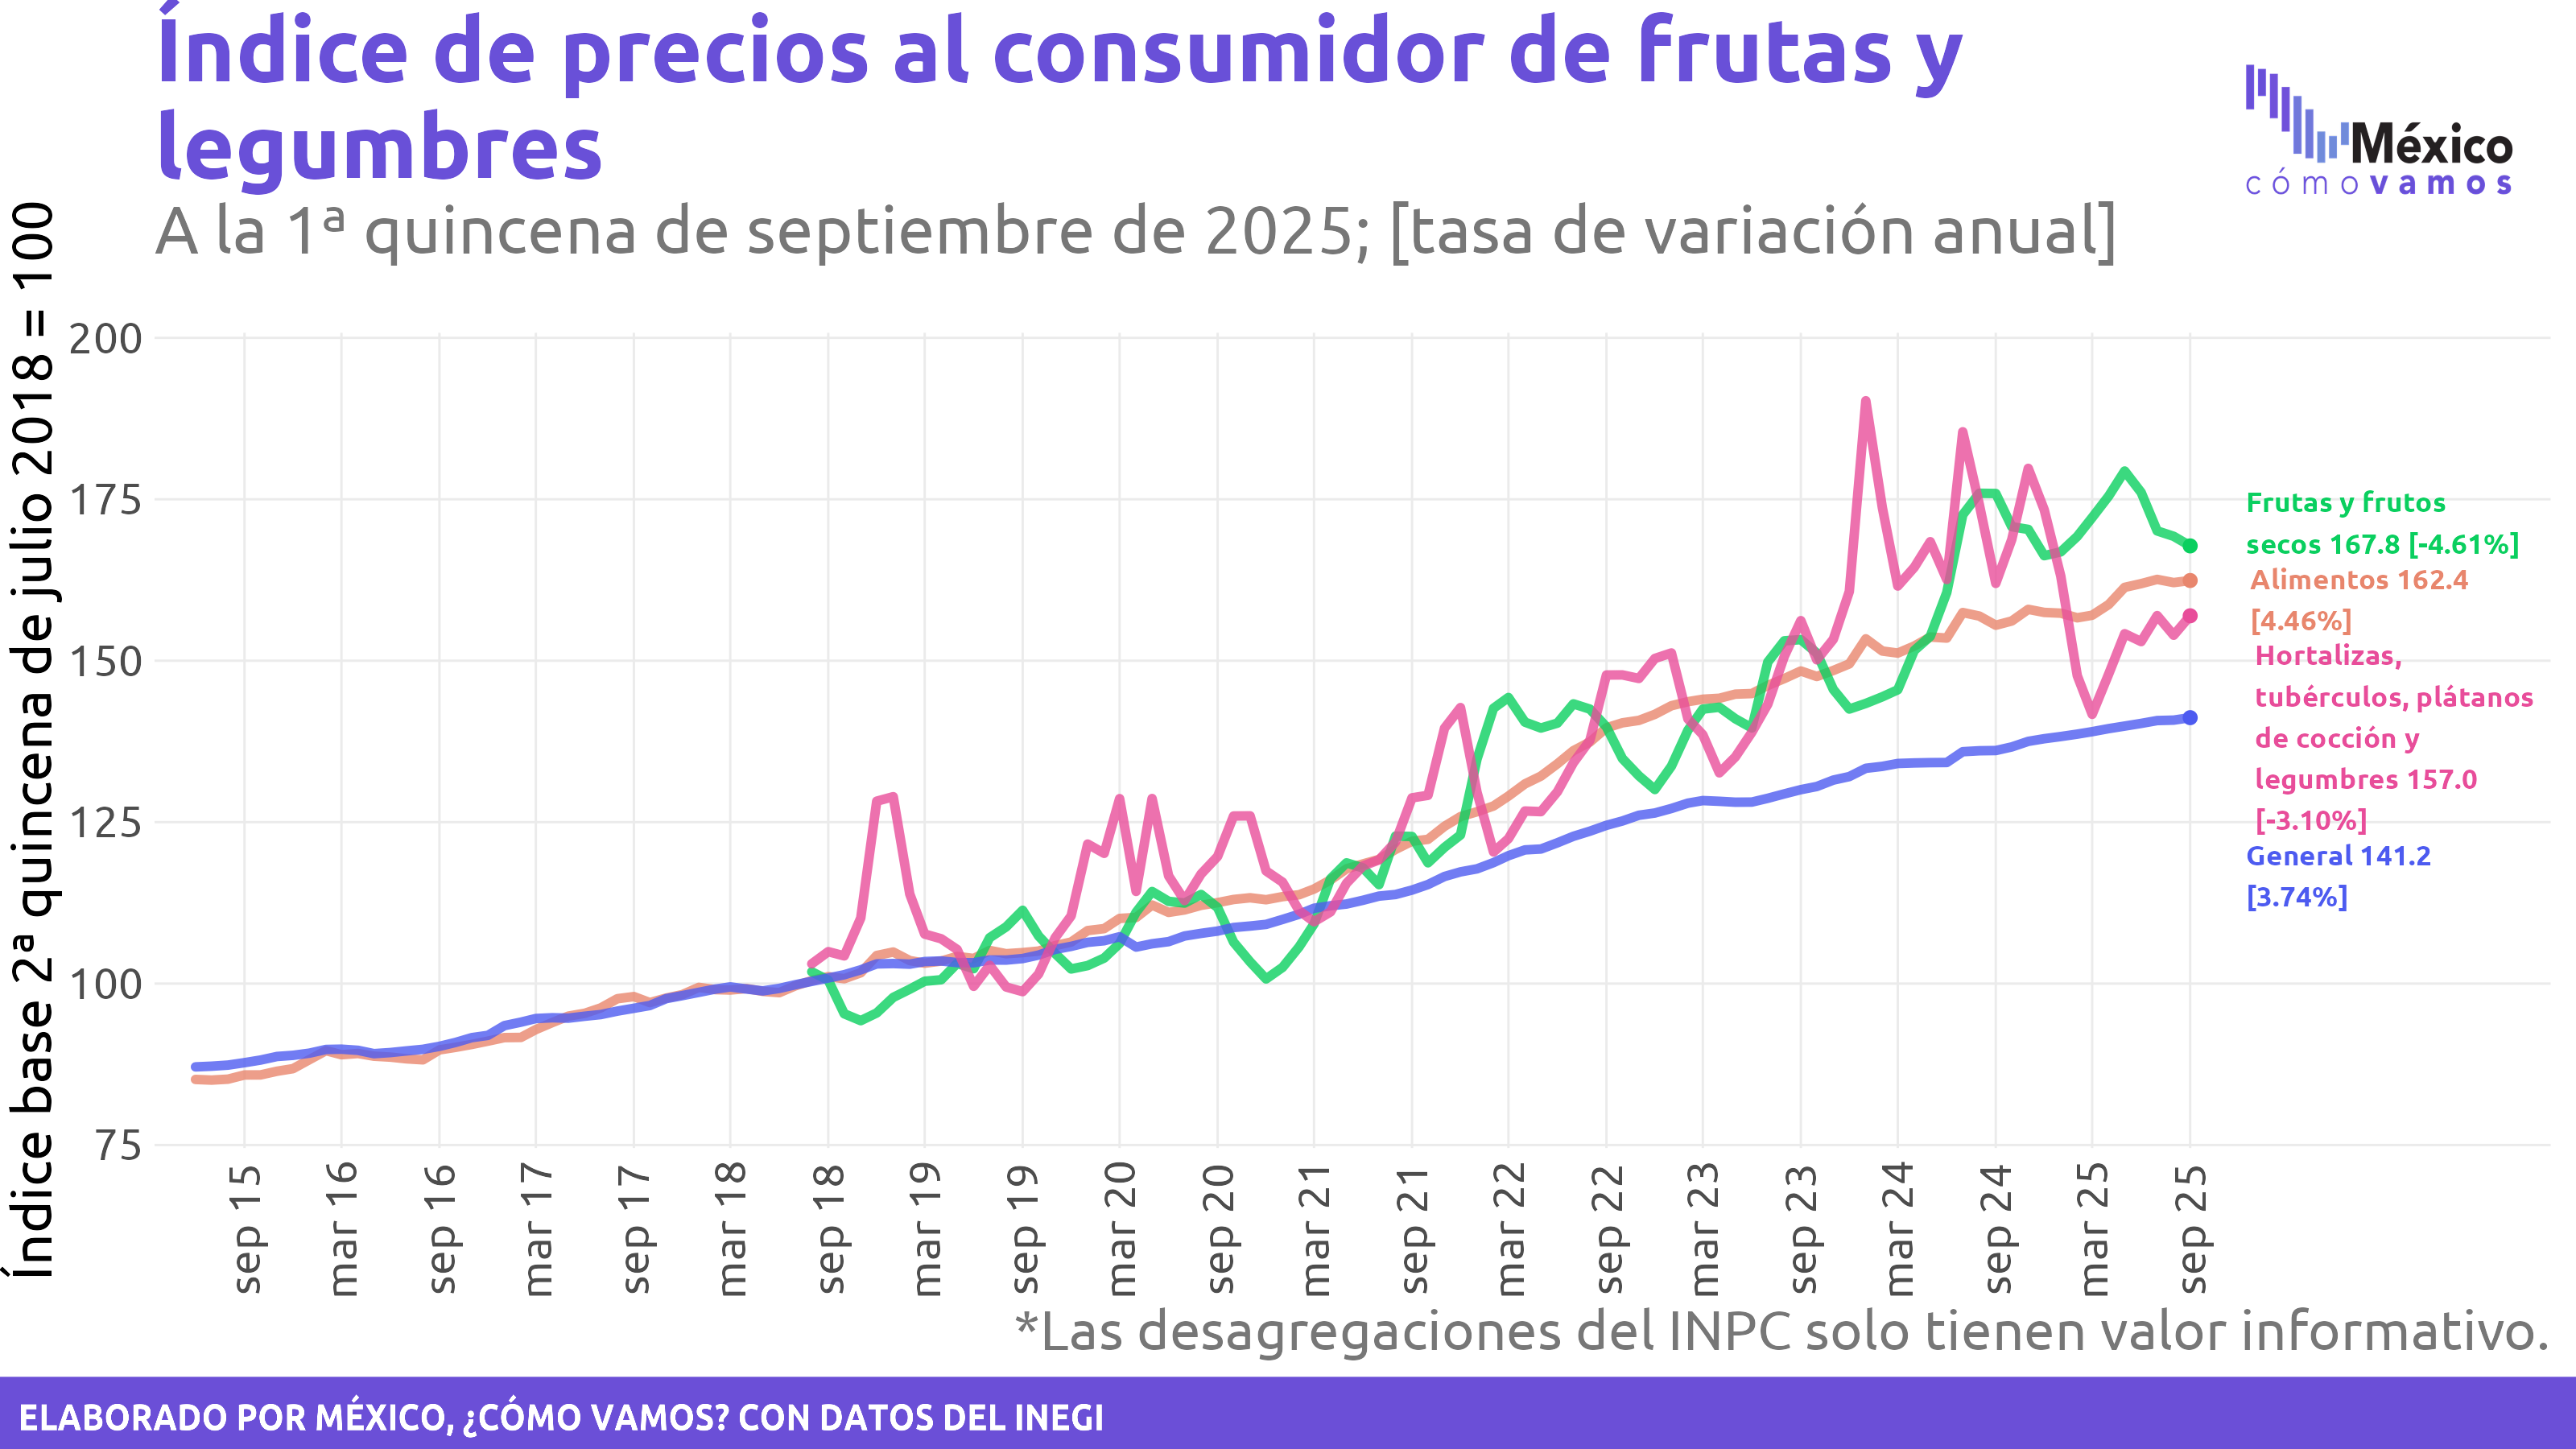 Índice de precios al consumidor de frutas y
legumbres
A la 1ª quincena de septiembre de 2025; [tasa de variación anual]
México
cómo vamos
Índice base 2ª quincena de julio 2018 = 100
200
175
150
125
100
75
Frutas y frutos
secos 167.8 [-4.61%]
Alimentos 162.4
[4.46%]
Hortalizas,
tubérculos, plátanos
de cocción y
legumbres 157.0
[-3.10%]
General 141.2
[3.74%]
sep 15
mar 16
sep 16
mar 17
sep 17
mar 18
sep 18
mar 19
sep 19
mar 20
sep 20
mar 21
sep 21
mar 22
sep 22
mar 23
sep 23
mar 24
sep 24
mar 25
sep 25
*Las desagregaciones del INPC solo tienen valor informativo.
ELABORADO POR MÉXICO, ¿CÓMO VAMOS? CON DATOS DEL INEGI